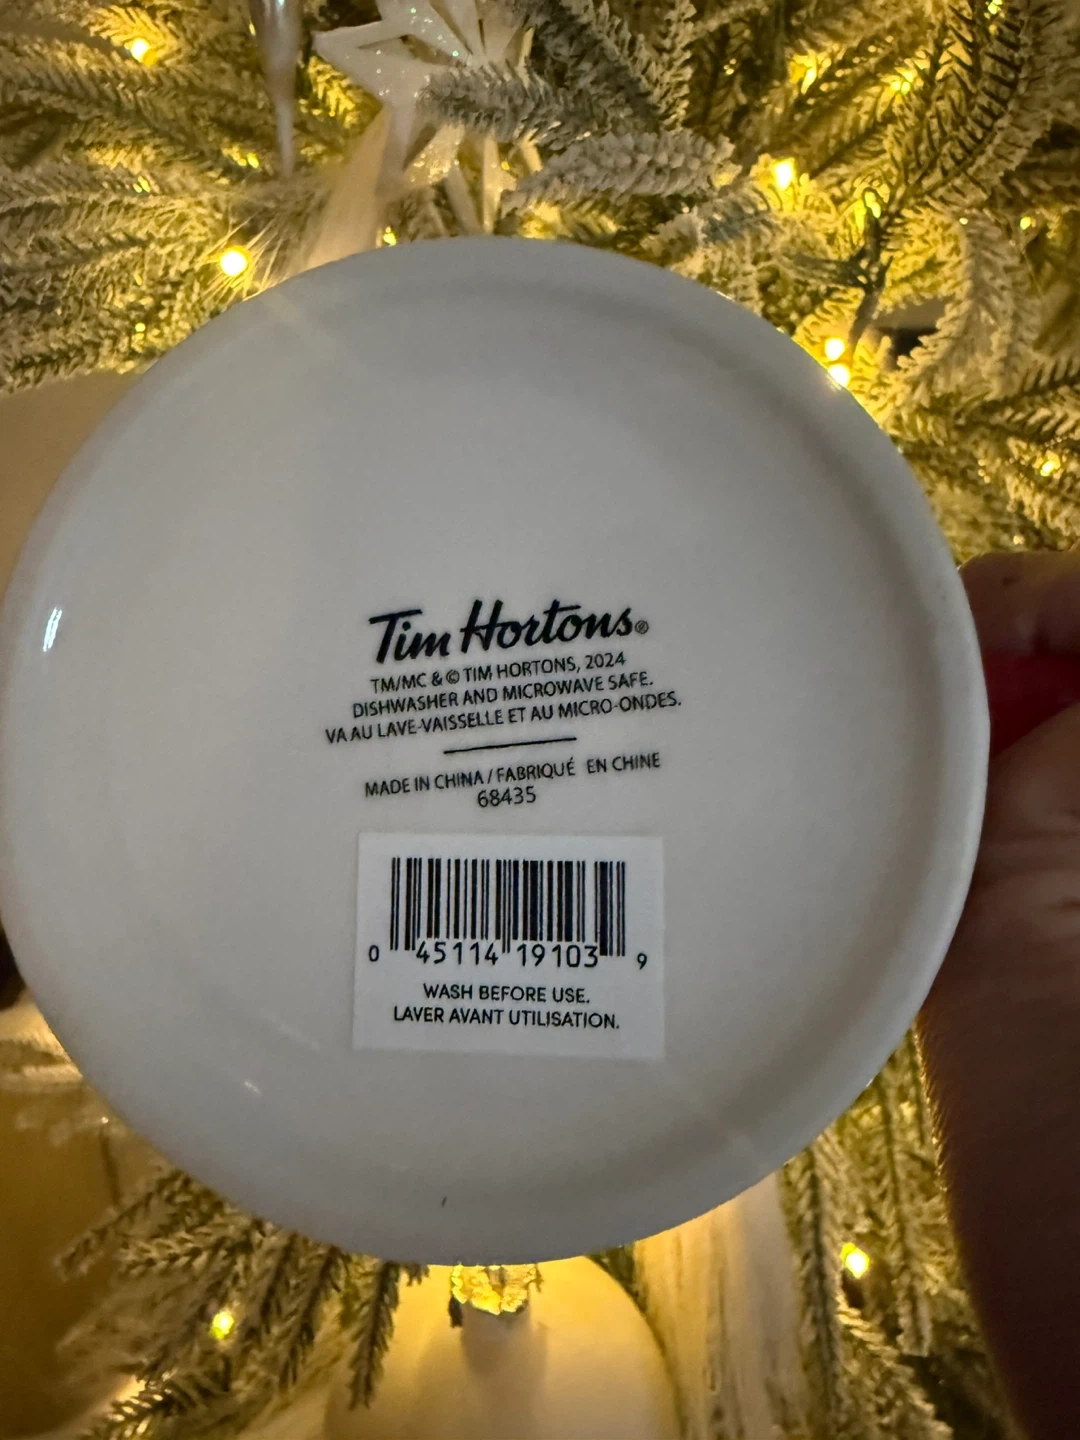 Tim Hortons®
TM/MC & © TIM HORTONS, 2024
DISHWASHER AND MICROWAVE SAFE.
VA AU LAVE-VAISSELLE ET AU MICRO-ONDES.
MADE IN CHINA / FABRIQUÉ EN CHINE
68435
0 45114 19103 9
WASH BEFORE USE.
LAVER AVANT UTILISATION.